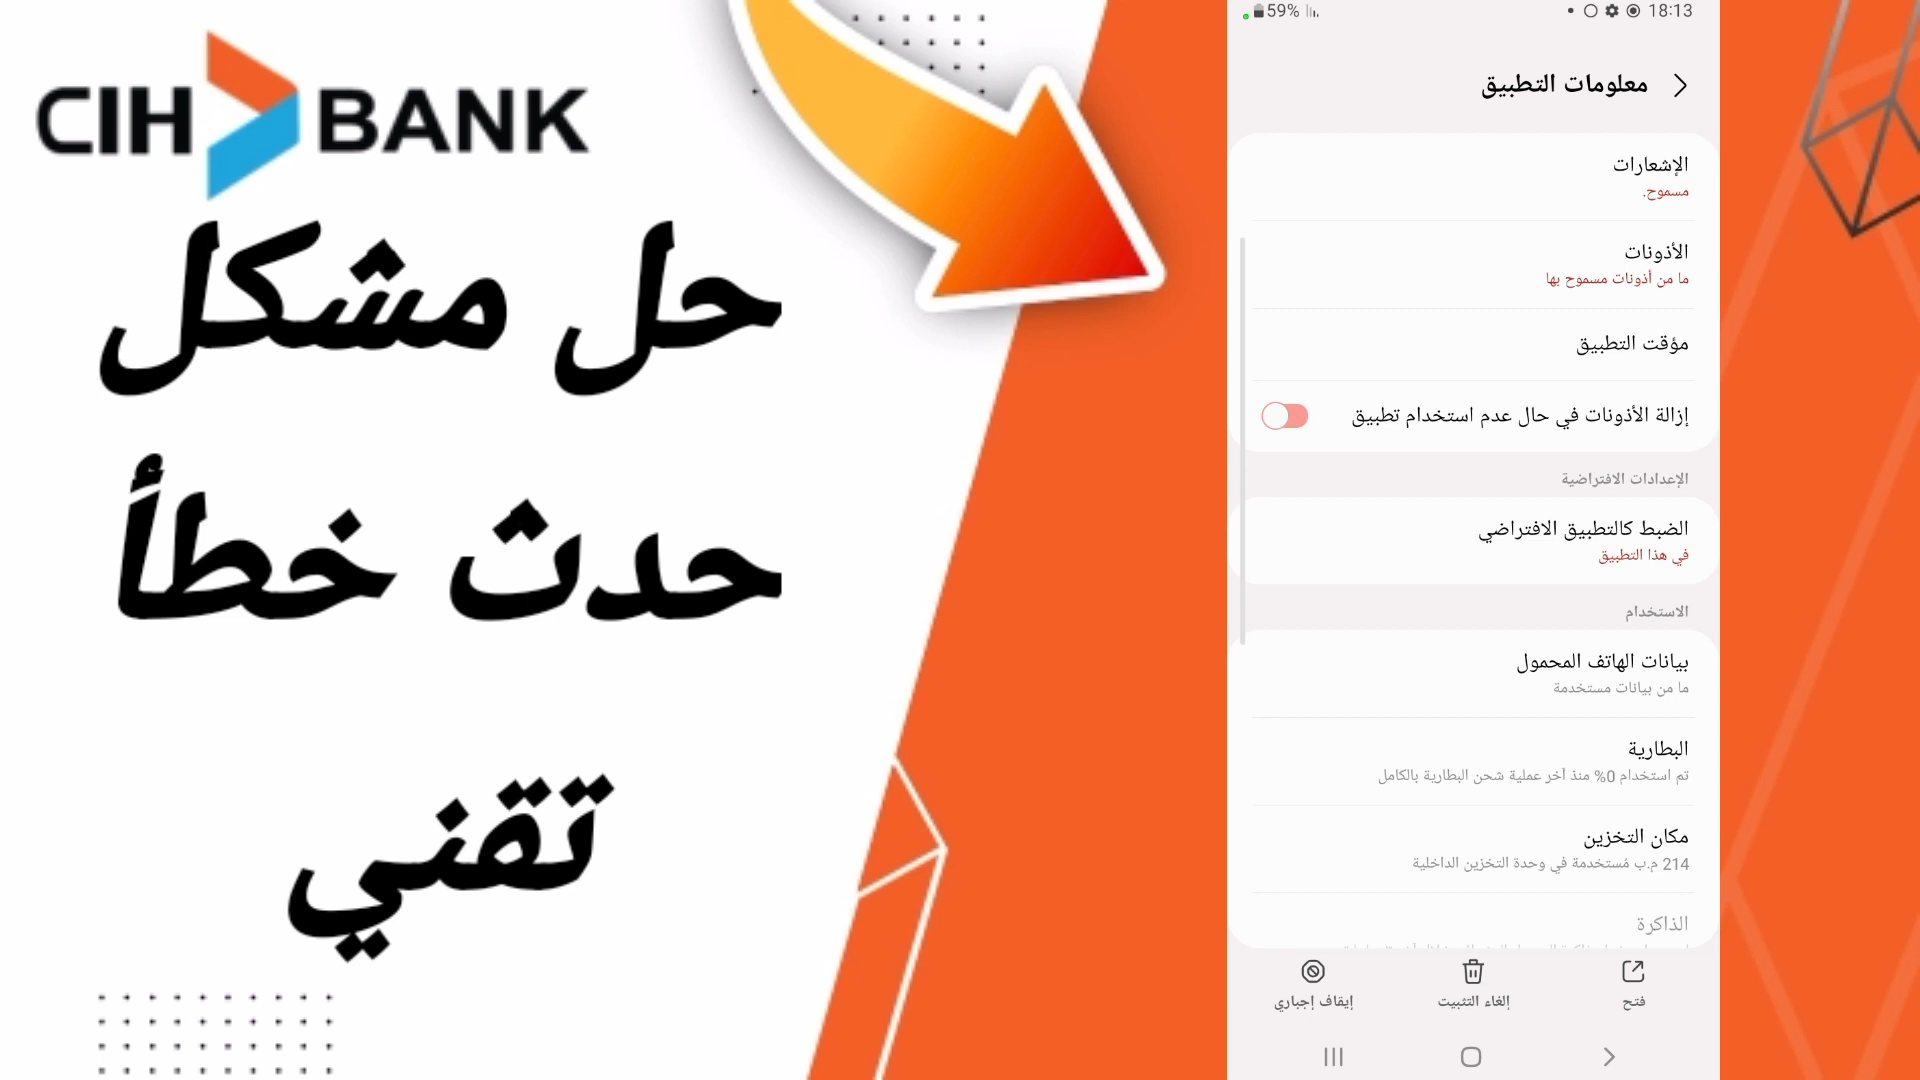 CIH BANK
حل مشكل
حدث خطأ
تقني
59%
18:13
معلومات التطبيق
الإشعارات
مسموح.
الأذونات
ما من أذونات مسموح بها
مؤقت التطبيق
إزالة الأذونات في حال عدم استخدام تطبيق
الإعدادات الافتراضية
الضبط كالتطبيق الافتراضي
في هذا التطبيق
الاستخدام
بيانات الهاتف المحمول
ما من بيانات مستخدمة
البطارية
تم استخدام 0% منذ آخر عملية شحن البطارية بالكامل
مكان التخزين
214 م.ب مُستخدمة في وحدة التخزين الداخلية
الذاكرة
فتح
إلغاء التثبيت
إيقاف إجباري